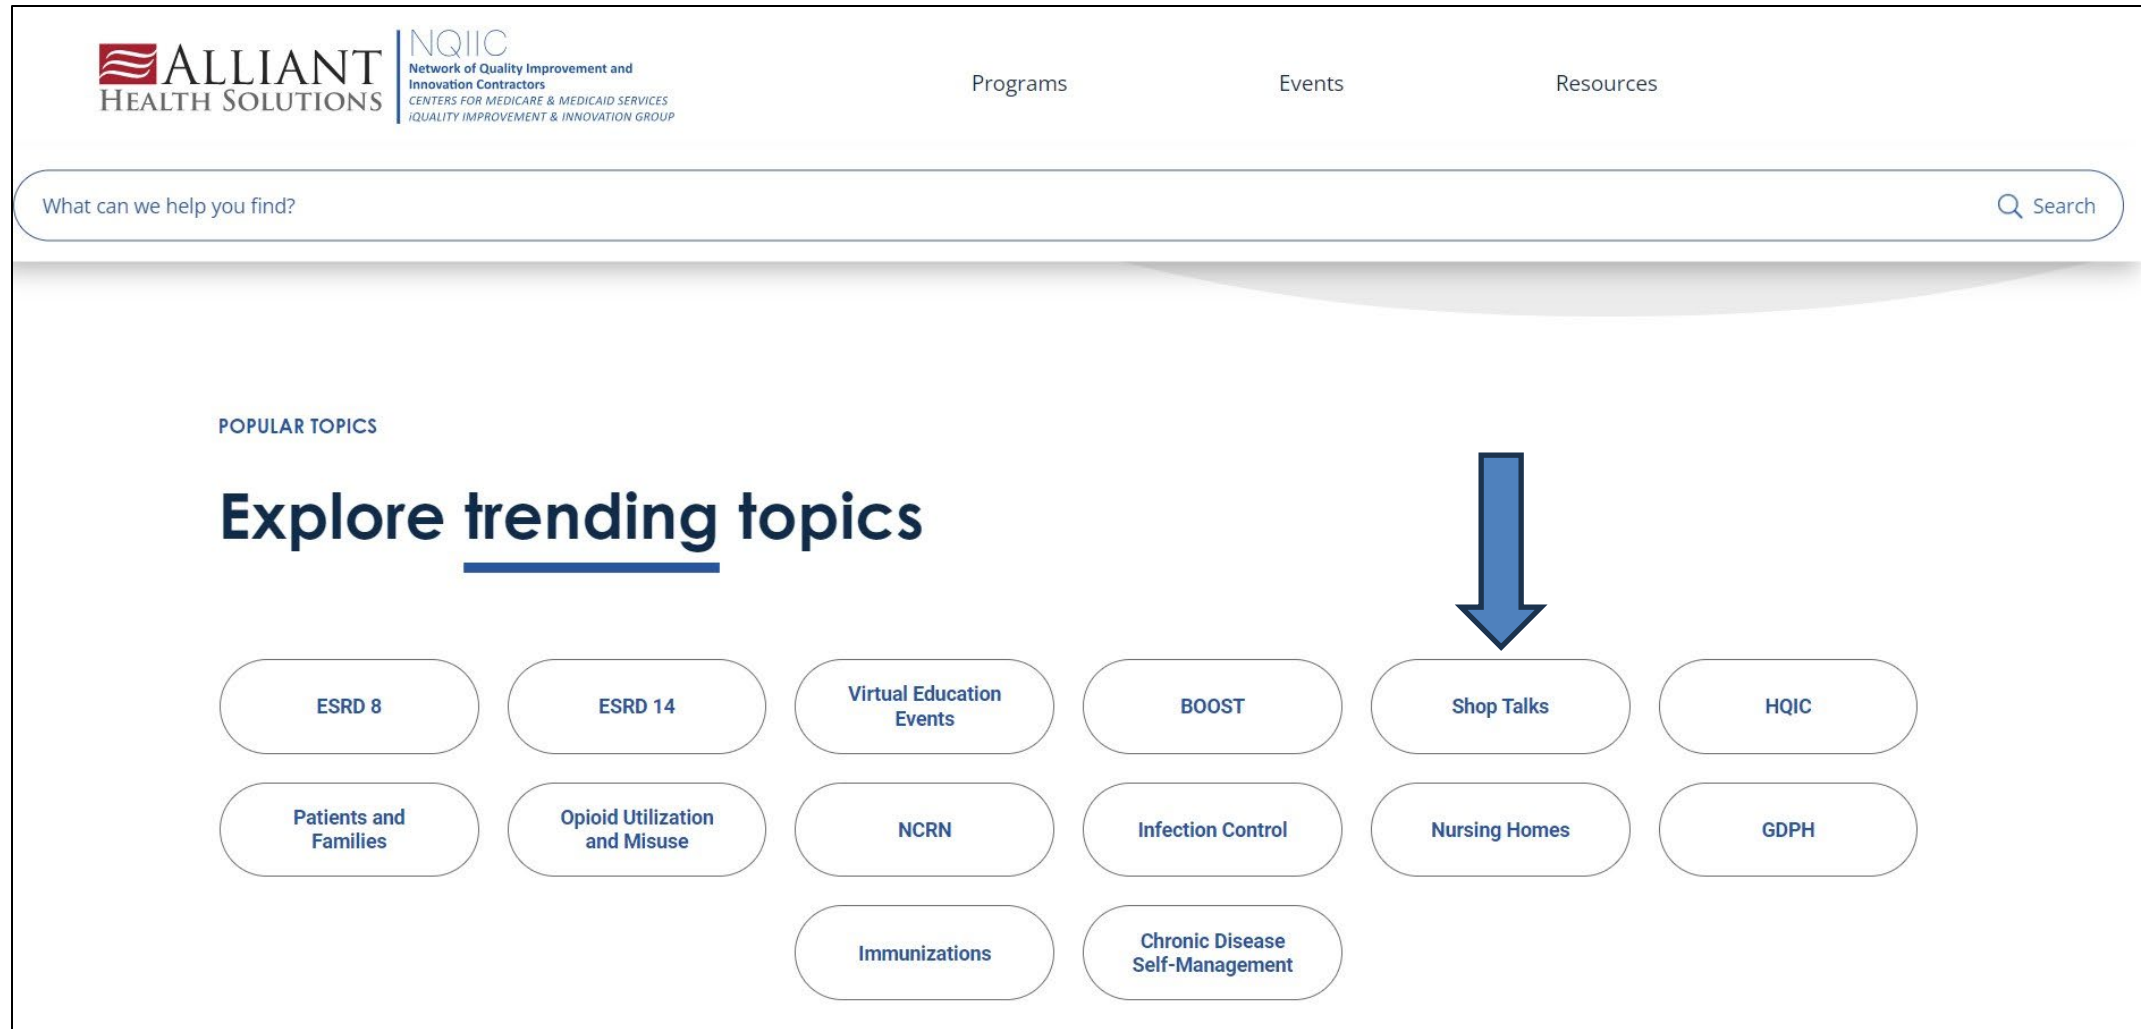 ALLIANT
HEALTH SOLUTIONS
NQIIC
Network of Quality Improvement and
Innovation Contractors
CENTERS FOR MEDICARE & MEDICAID SERVICES
iQUALITY IMPROVEMENT & INNOVATION GROUP
Programs
Events
Resources
What can we help you find?
Search
POPULAR TOPICS
Explore trending topics
ESRD 8
ESRD 14
Virtual Education
Events
BOOST
Shop Talks
HQIC
Patients and
Families
Opioid Utilization
and Misuse
NCRN
Infection Control
Nursing Homes
GDPH
Immunizations
Chronic Disease
Self-Management